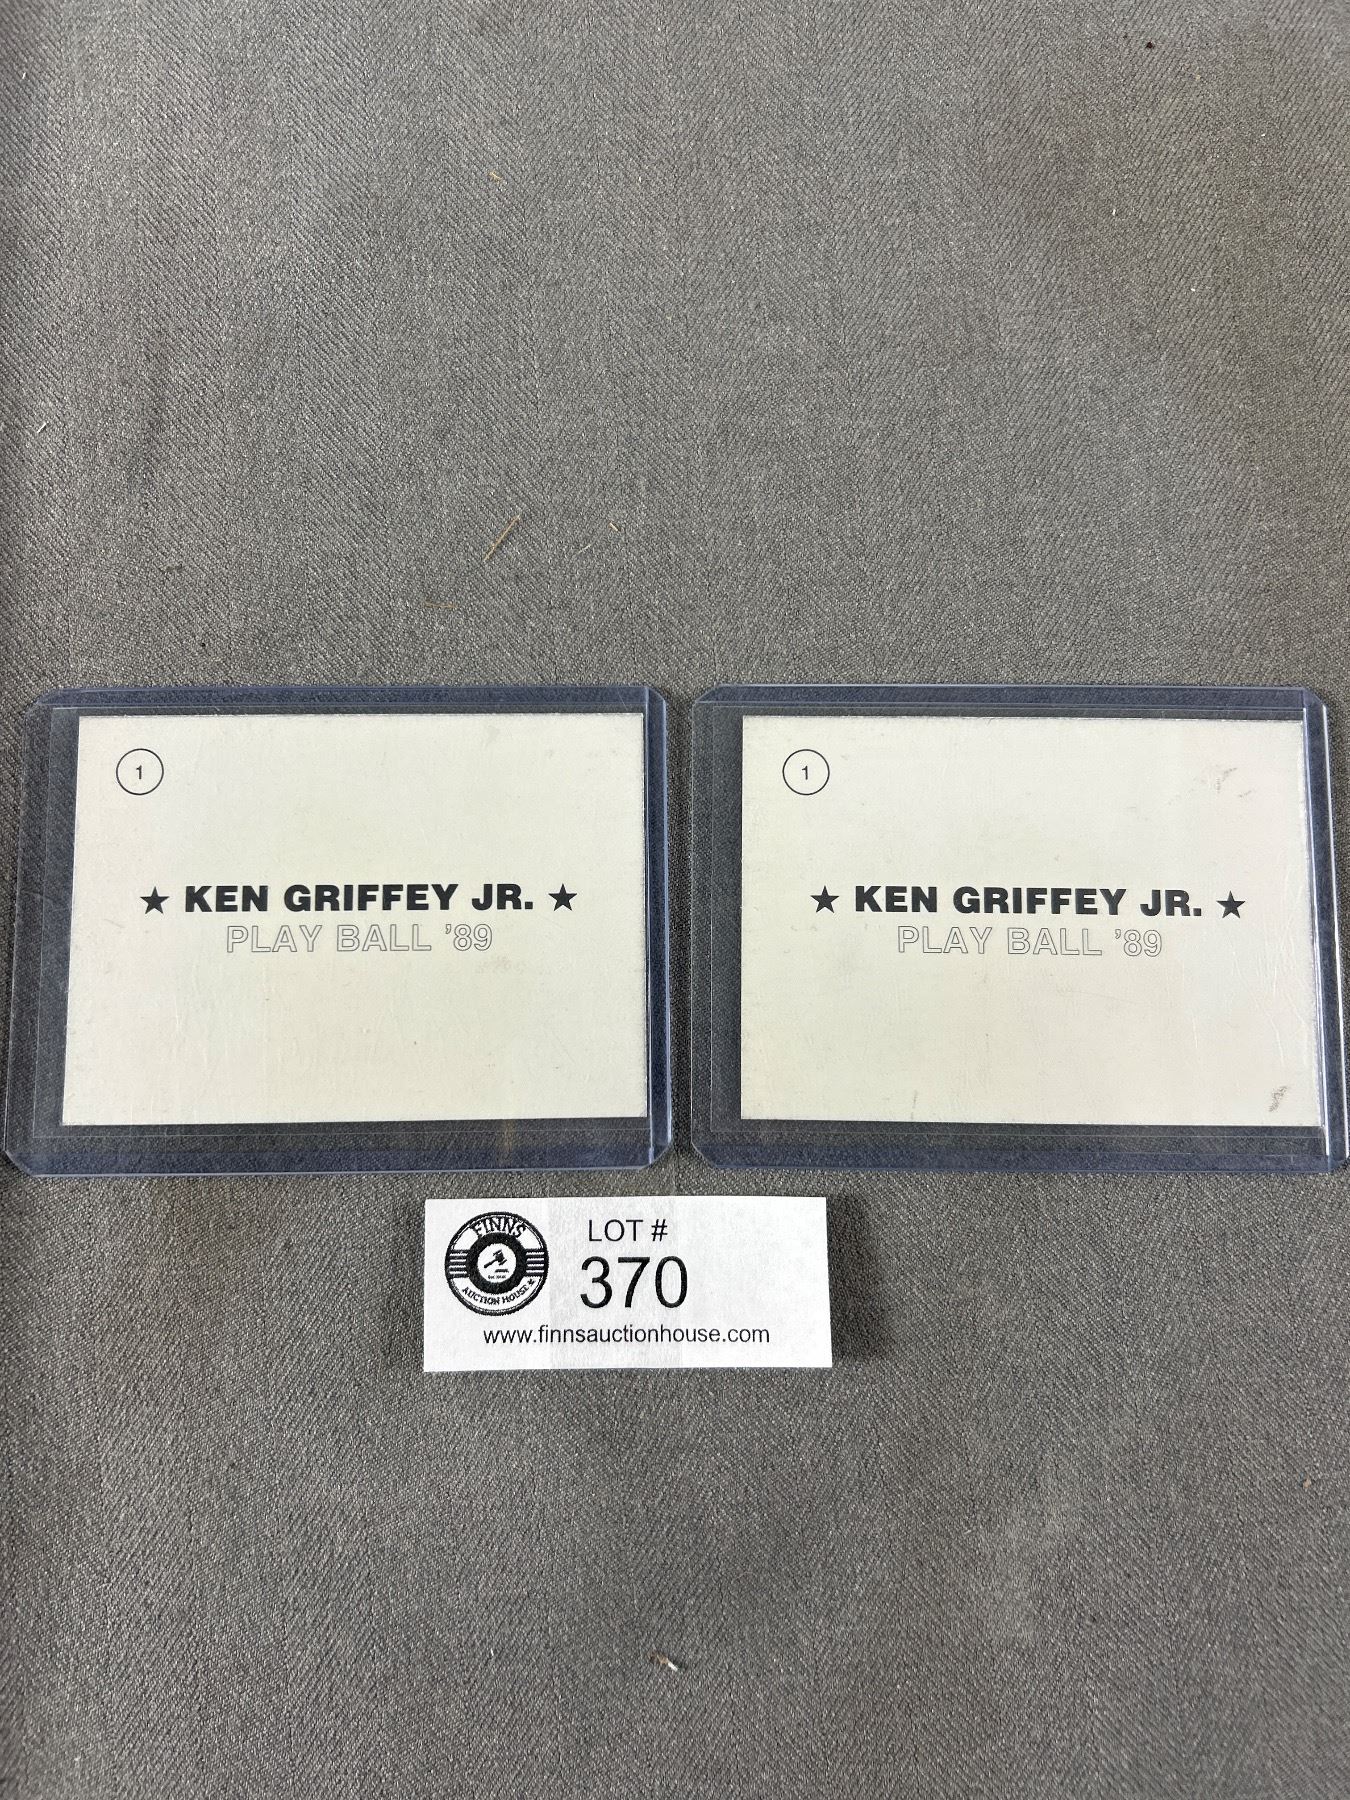 1
★ KEN GRIFFEY JR. ★
PLAY BALL '89
1
★ KEN GRIFFEY JR. ★
PLAY BALL '89
FINNS
AUCTION HOUSE
LOT #
370
www.finnsauctionhouse.com